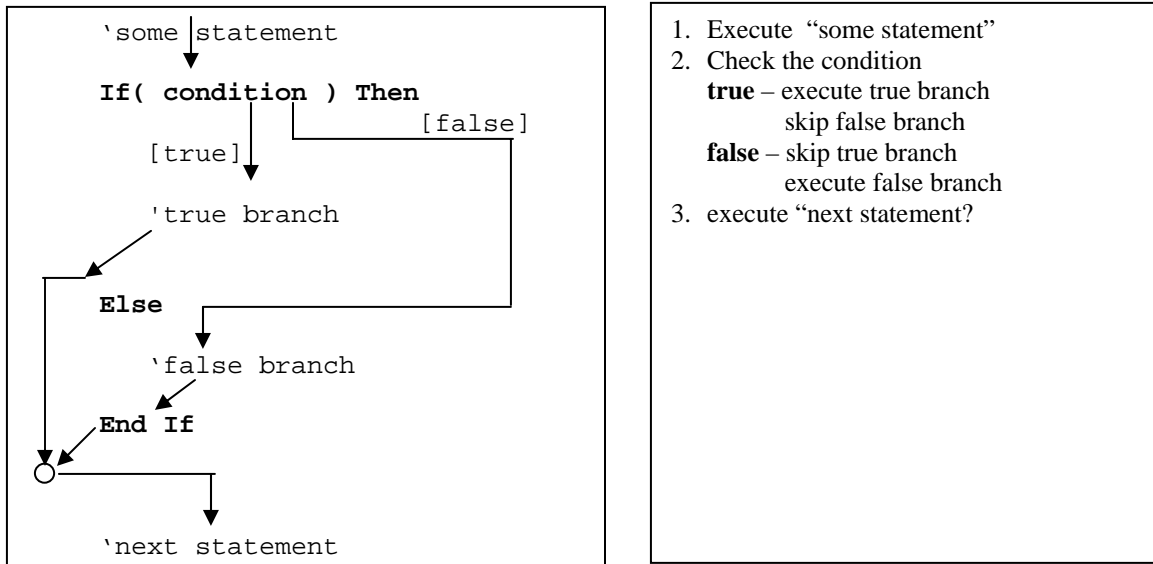 ‘some statement
If( condition ) Then
[false]
[true]
'true branch
Else
‘false branch
End If
‘next statement
1. Execute “some statement”
2. Check the condition
true – execute true branch
skip false branch
false – skip true branch
execute false branch
3. execute “next statement?